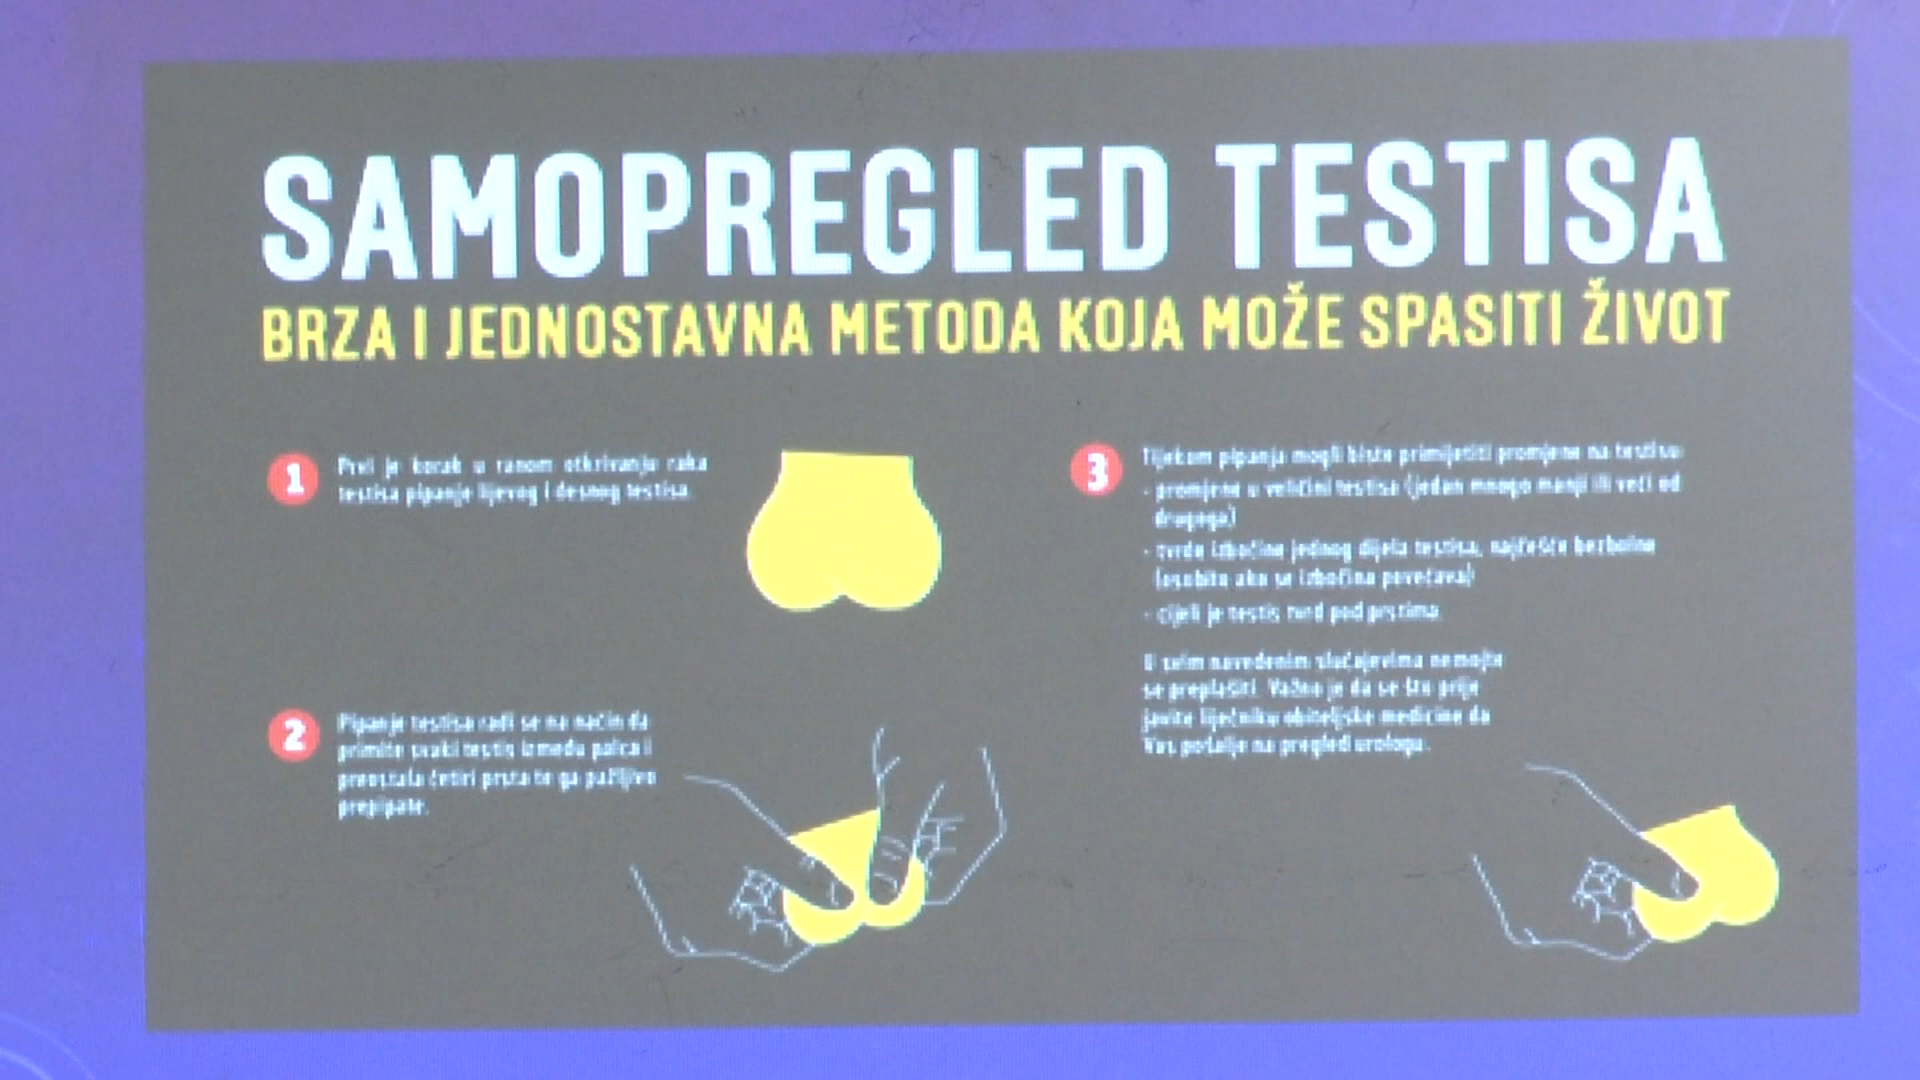 SAMOPREGLED TESTISA
BRZA I JEDNOSTAVNA METODA KOJA MOŽE SPASITI ŽIVOT
1
Prvi je korak u ranom otkrivanju raka
testisa pipanje lijevog i desnog testisa.
2
Pipanje testisa radi se na način da
primite svaki testis između palca i
preostala četiri prsta te ga pažljivo
prepipate.
3
Tijekom pipanja mogli biste primijetiti promjene na testisu:
- promjene u veličini testisa (jedan mnogo manji ili veći od
drugoga)
- tvrde izbočine jednog dijela testisa, najčešće bezbolne
(osobito ako se izbočina povećava)
- cijeli je testis tvrd pod prstima.
U svim navedenim slučajevima nemojte
se preplašiti. Važno je da se što prije
javite liječniku obiteljske medicine da
Vas pošalje na pregled urologu.